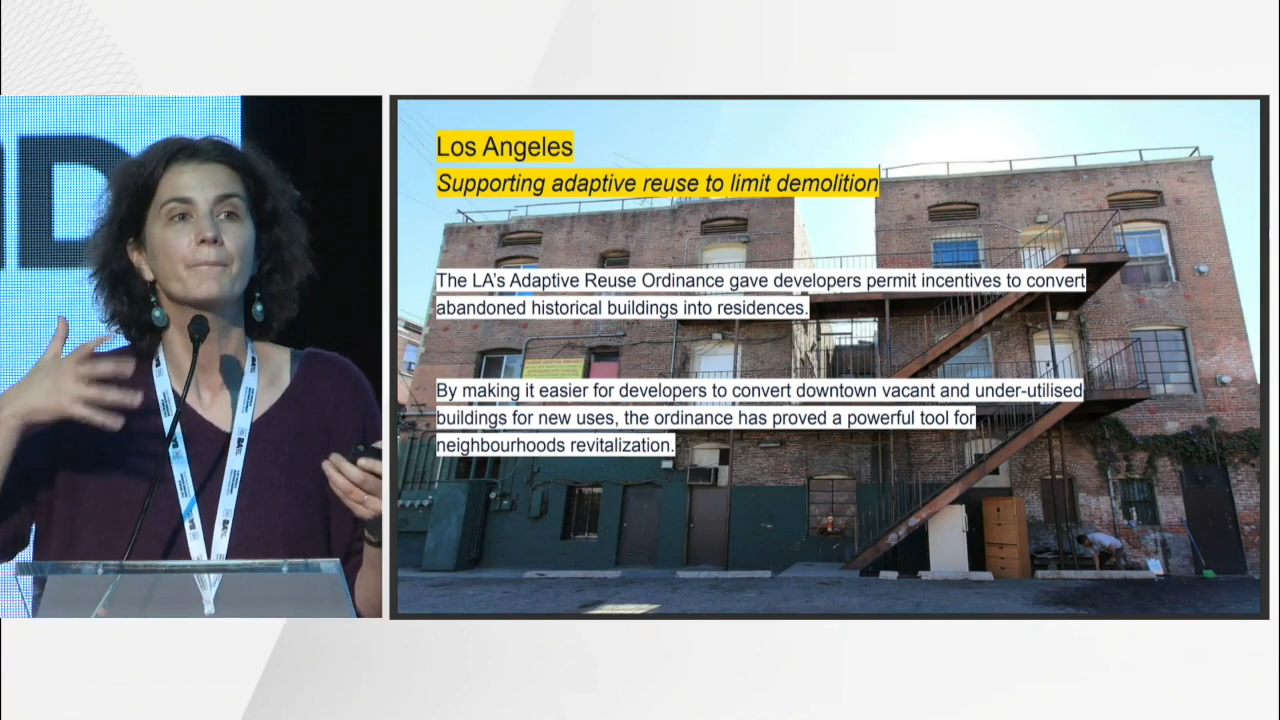 D
Los Angeles
Supporting adaptive reuse to limit demolition
The LA's Adaptive Reuse Ordinance gave developers permit incentives to convert
abandoned historical buildings into residences.
By making it easier for developers to convert downtown vacant and under-utilised
buildings for new uses, the ordinance has proved a powerful tool for
neighbourhoods revitalization.